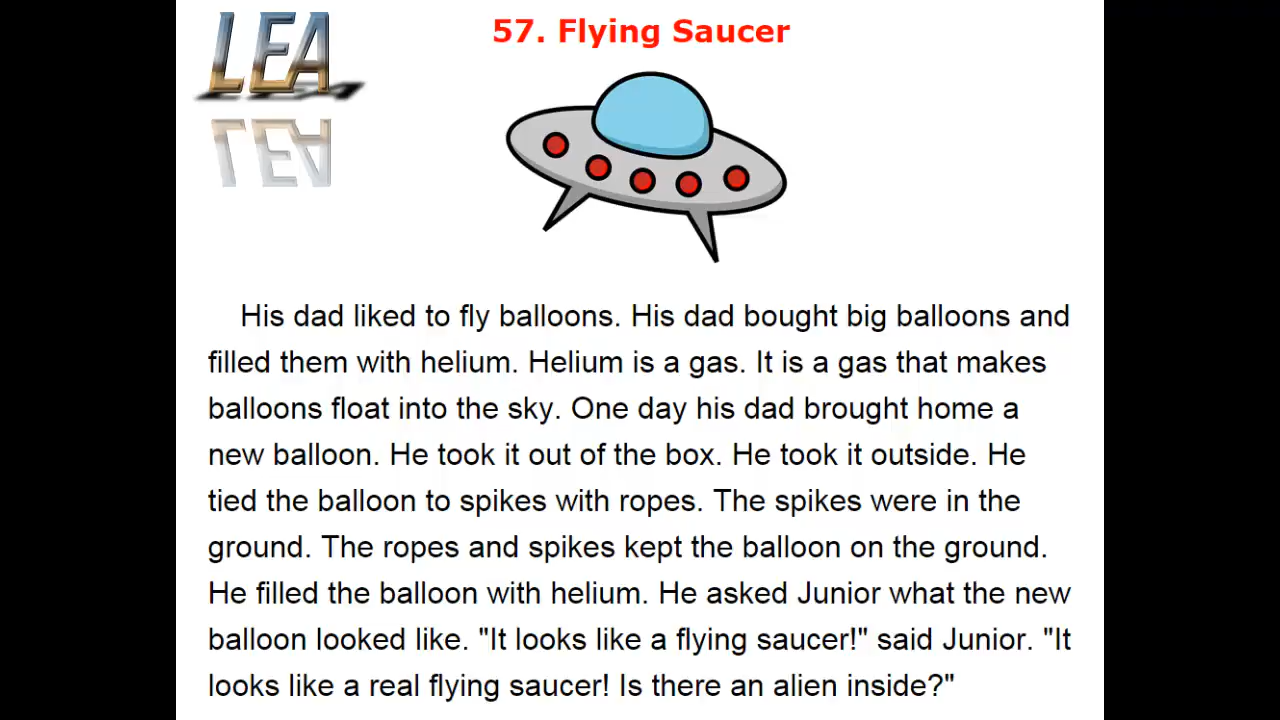 LEA
57. Flying Saucer
His dad liked to fly balloons. His dad bought big balloons and
filled them with helium. Helium is a gas. It is a gas that makes
balloons float into the sky. One day his dad brought home a
new balloon. He took it out of the box. He took it outside. He
tied the balloon to spikes with ropes. The spikes were in the
ground. The ropes and spikes kept the balloon on the ground.
He filled the balloon with helium. He asked Junior what the new
balloon looked like. "It looks like a flying saucer!" said Junior. "It
looks like a real flying saucer! Is there an alien inside?"